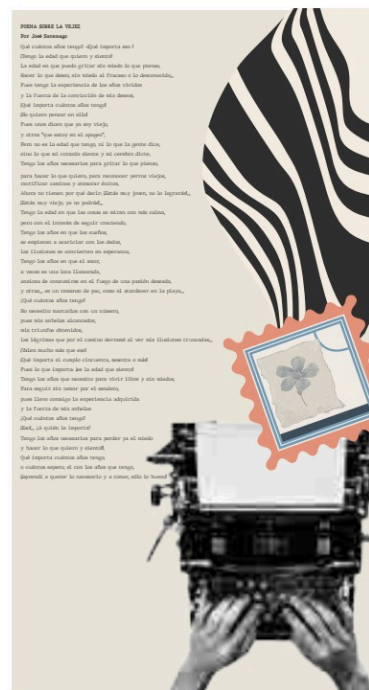 POEMA SOBRE LA VEJEZ
Por José Saramago
¿Qué cuántos años tengo? ¿Qué importa eso!
¡Tengo la edad que quiero y siento!
La edad en que puedo gritar sin miedo lo que pienso,
Hacer lo que deseo, sin miedo al fracaso o lo desconocido,,
Pues tengo la experiencia de los años vividos
y la fuerza de la convicción de mis deseos,
¡Qué importa cuántos años tengo!
¡No quiero pensar en ello!
Pues unos dicen que ya soy viejo,
y otros "que estoy en el apogeo".
Pero no es la edad que tengo, ni lo que la gente dice,
sino lo que mi corazón siente y mi cerebro dicte.
Tengo los años necesarios para gritar lo que pienso,
para hacer lo que quiero, para reconocer yerros viejos,
rectificar caminos y atesorar éxitos,
Ahora no tienen por qué decir: ¡Estás muy joven, no lo lograrás!,,
¡Estás muy viejo, ya no podrás!,,
Tengo la edad en que las cosas se miran con más calma,
pero con el interés de seguir creciendo.
Tengo los años en que los sueños,
se empiezan a acariciar con los dedos,
las ilusiones se convierten en esperanza,
Tengo los años en que el amor,
a veces es una loca llamarada,
ansiosa de consumirse en el fuego de una pasión deseada,
y otras,, es un remanso de paz, como el atardecer en la playa,,
¿Qué cuántos años tengo?
No necesito marcarlos con un número,
pues mis anhelos alcanzados,
mis triunfos obtenidos,
las lágrimas que por el camino derramé al ver mis ilusiones truncadas,,
¡Valen mucho más que eso!
¡Qué importa si cumplo cincuenta, sesenta o más!
Pues lo que importa ¡es la edad que siento!
Tengo los años que necesito para vivir libre y sin miedos,
Para seguir sin temor por el sendero,
pues llevo conmigo la experiencia adquirida
y la fuerza de mis anhelos
¿Qué cuántos años tengo?
¡Eso!,, ¿A quién le importa?
Tengo los años necesarios para perder ya el miedo
y hacer lo que quiero y siento!!,
Qué importa cuántos años tengo,
o cuántos espero, si con los años que tengo,
¡¡aprendí a querer lo necesario y a tomar, sólo lo bueno!